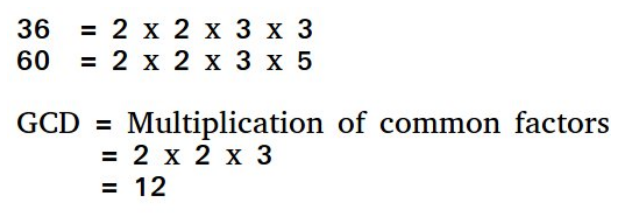 36 = 2 x 2 x 3 x 3
60 = 2 x 2 x 3 x 5
GCD = Multiplication of common factors
= 2 x 2 x 3
= 12